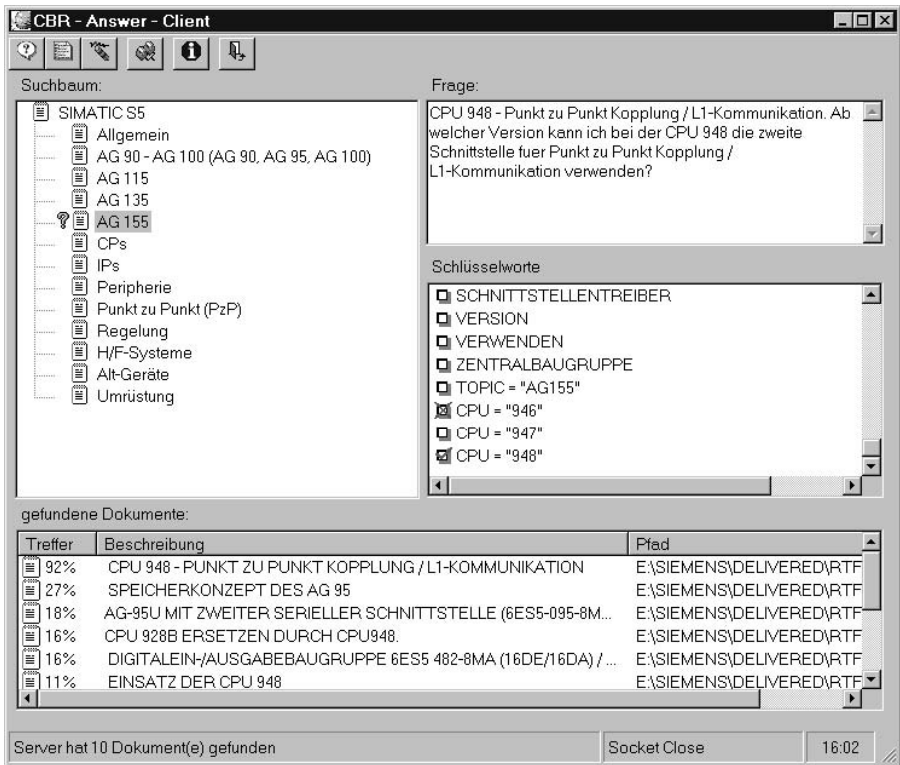 CBR - Answer - Client
Suchbaum:
SIMATIC S5
Allgemein
AG 90 - AG 100 (AG 90, AG 95, AG 100)
AG 115
AG 135
AG 155
CPs
IPs
Peripherie
Punkt zu Punkt (PzP)
Regelung
H/F-Systeme
Alt-Geräte
Umrüstung
Frage:
CPU 948 - Punkt zu Punkt Kopplung / L1-Kommunikation. Ab
welcher Version kann ich bei der CPU 948 die zweite
Schnittstelle fuer Punkt zu Punkt Kopplung /
L1-Kommunikation verwenden?
Schlüsselworte
SCHNITTSTELLENTREIBER
VERSION
VERWENDEN
ZENTRALBAUGRUPPE
TOPIC = "AG155"
CPU = "946"
CPU = "947"
CPU = "948"
gefundene Dokumente:
Treffer Beschreibung Pfad
92% CPU 948 - PUNKT ZU PUNKT KOPPLUNG / L1-KOMMUNIKATION E:\SIEMENS\DELIVERED\RTF
27% SPEICHERKONZEPT DES AG 95 E:\SIEMENS\DELIVERED\RTF
18% AG-95U MIT ZWEITER SERIELLER SCHNITTSTELLE (6ES5-095-8M... E:\SIEMENS\DELIVERED\RTF
16% CPU 928B ERSETZEN DURCH CPU948. E:\SIEMENS\DELIVERED\RTF
16% DIGITALEIN-/AUSGABEBAUGRUPPE 6ES5 482-8MA (16DE/16DA) / ... E:\SIEMENS\DELIVERED\RTF
11% EINSATZ DER CPU 948 E:\SIEMENS\DELIVERED\RTF
Server hat 10 Dokument(e) gefunden Socket Close 16:02